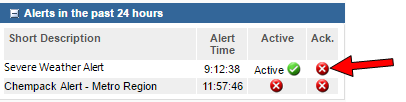 Alerts in the past 24 hours
Short Description Alert Time Active Ack.
Severe Weather Alert 9:12:38 Active
Chempack Alert - Metro Region 11:57:46